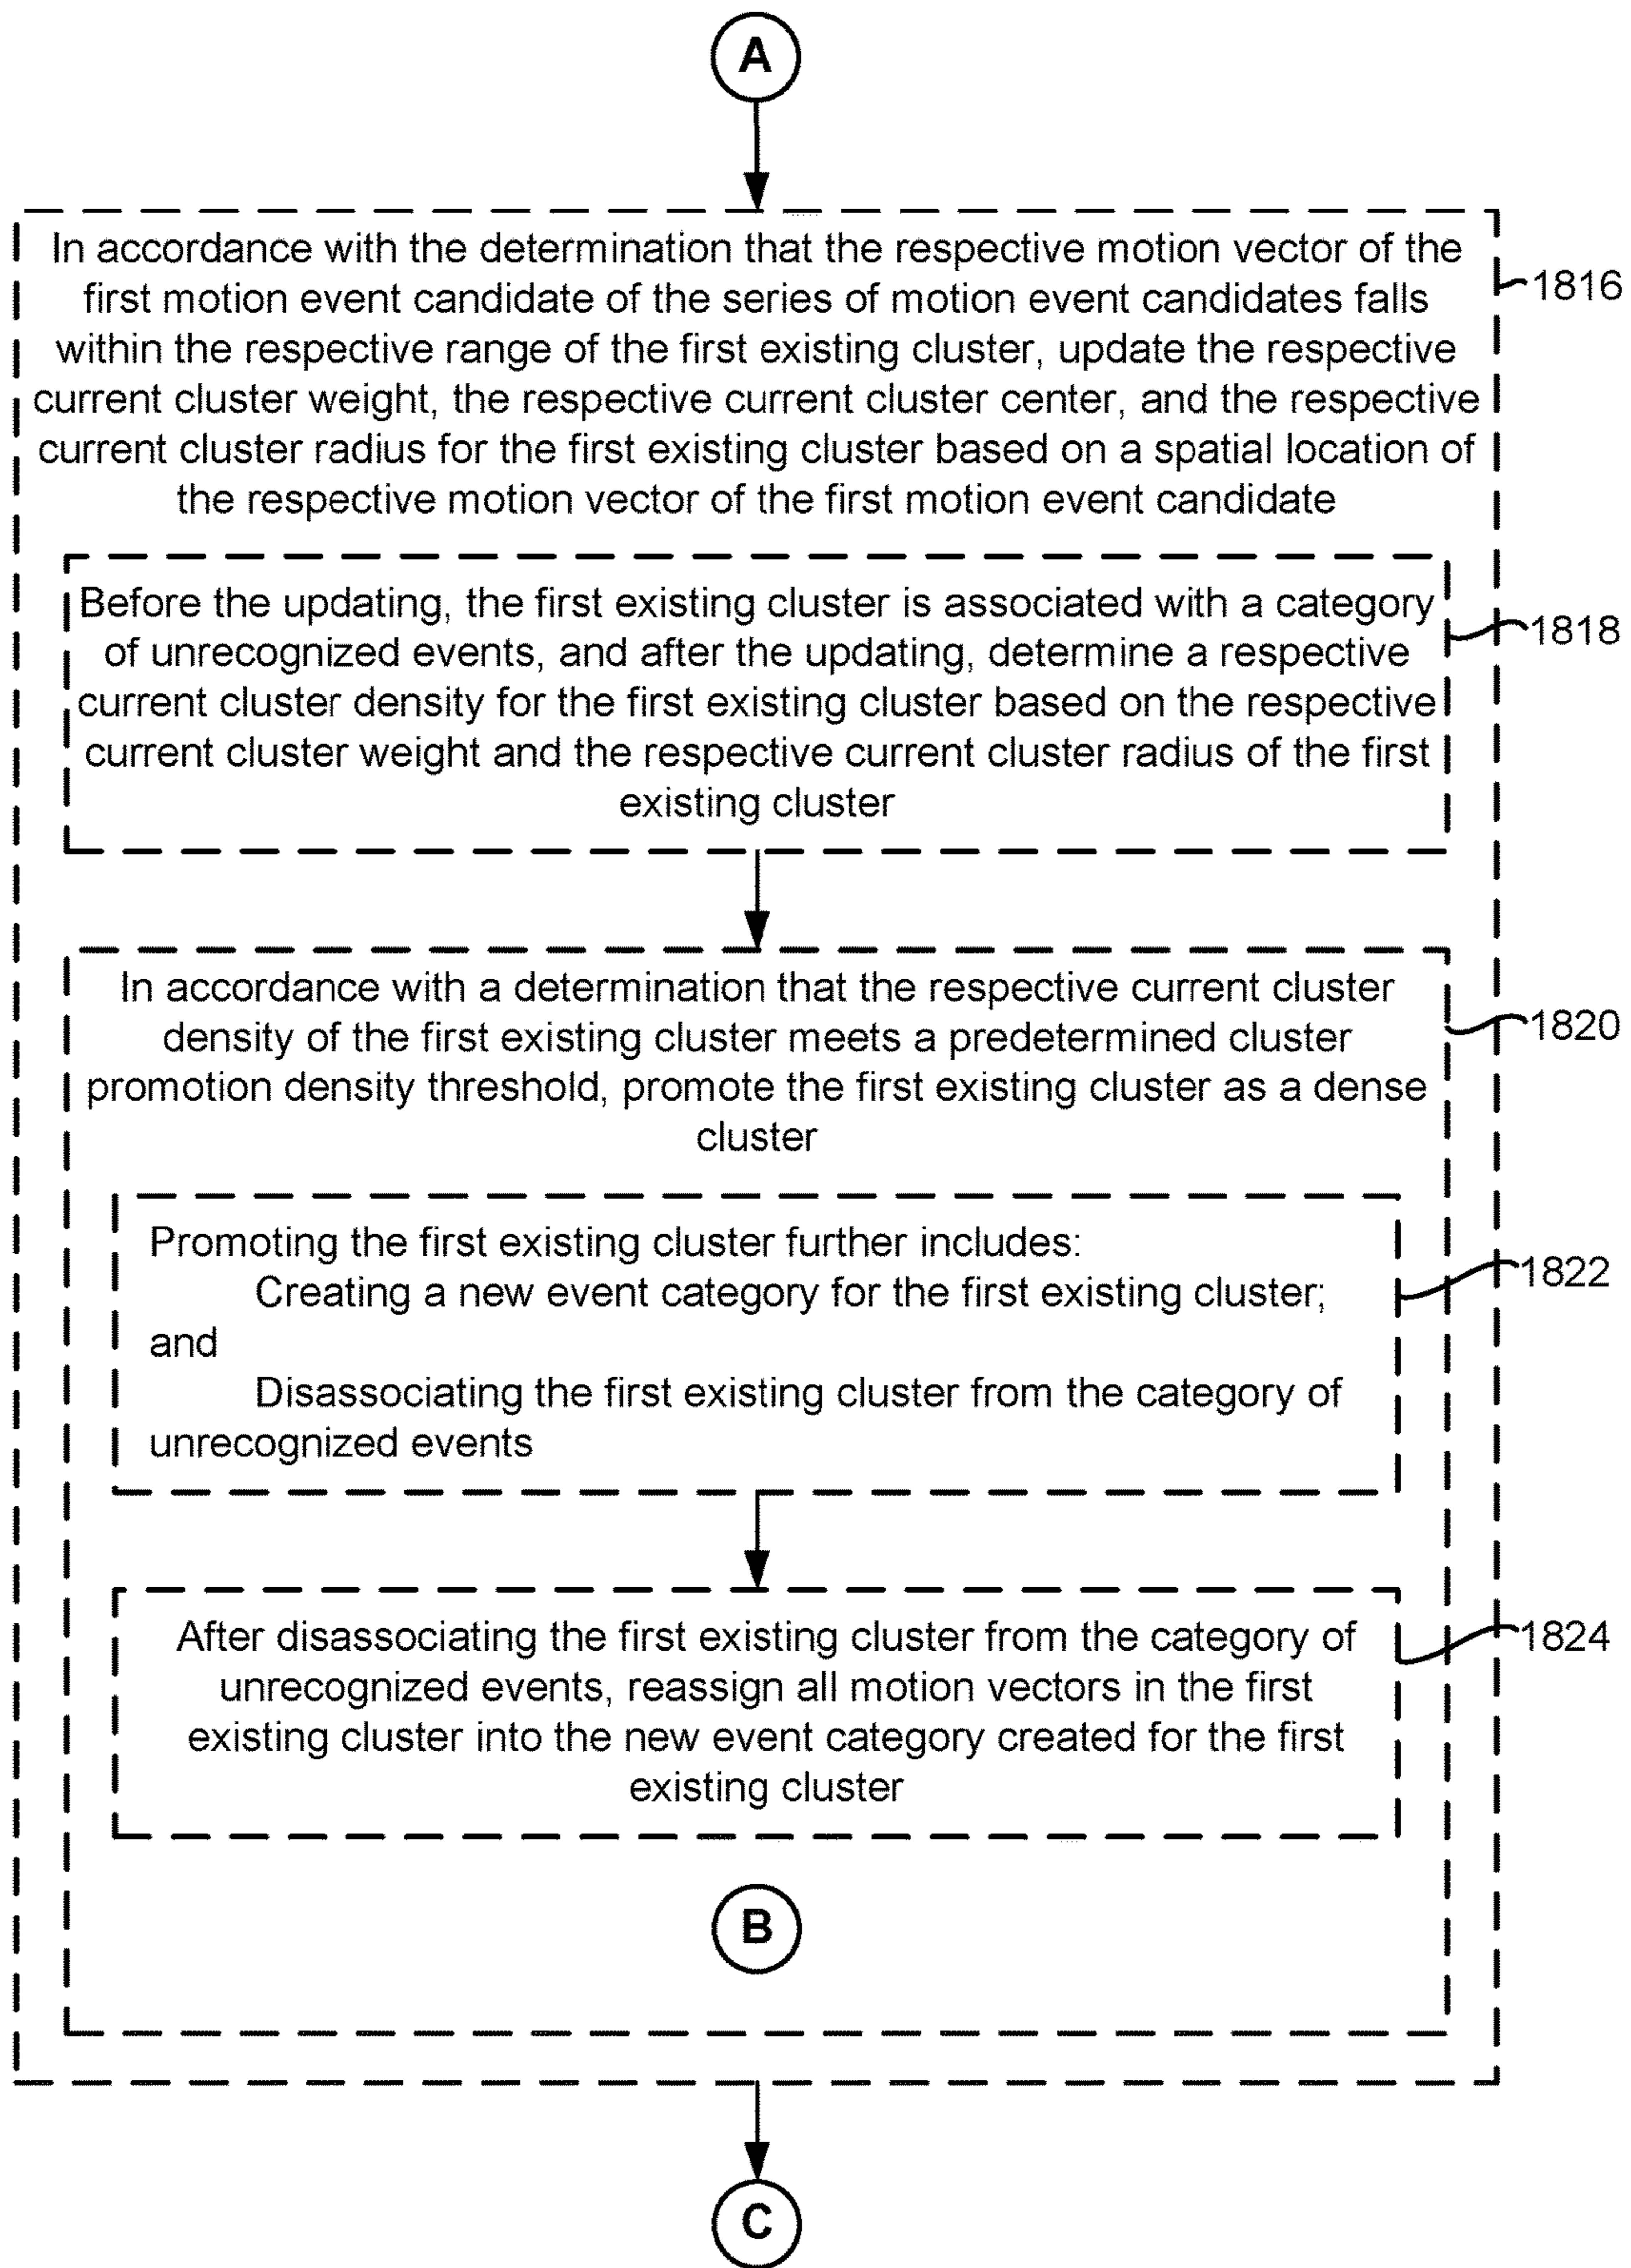 A
In accordance with the determination that the respective motion vector of the
first motion event candidate of the series of motion event candidates falls
within the respective range of the first existing cluster, update the respective
current cluster weight, the respective current cluster center, and the respective
current cluster radius for the first existing cluster based on a spatial location of
the respective motion vector of the first motion event candidate
1816
Before the updating, the first existing cluster is associated with a category
of unrecognized events, and after the updating, determine a respective
current cluster density for the first existing cluster based on the respective
current cluster weight and the respective current cluster radius of the first
existing cluster
1818
In accordance with a determination that the respective current cluster
density of the first existing cluster meets a predetermined cluster
promotion density threshold, promote the first existing cluster as a dense
cluster
1820
Promoting the first existing cluster further includes:
Creating a new event category for the first existing cluster;
and
Disassociating the first existing cluster from the category of
unrecognized events
1822
After disassociating the first existing cluster from the category of
unrecognized events, reassign all motion vectors in the first
existing cluster into the new event category created for the first
existing cluster
1824
B
C